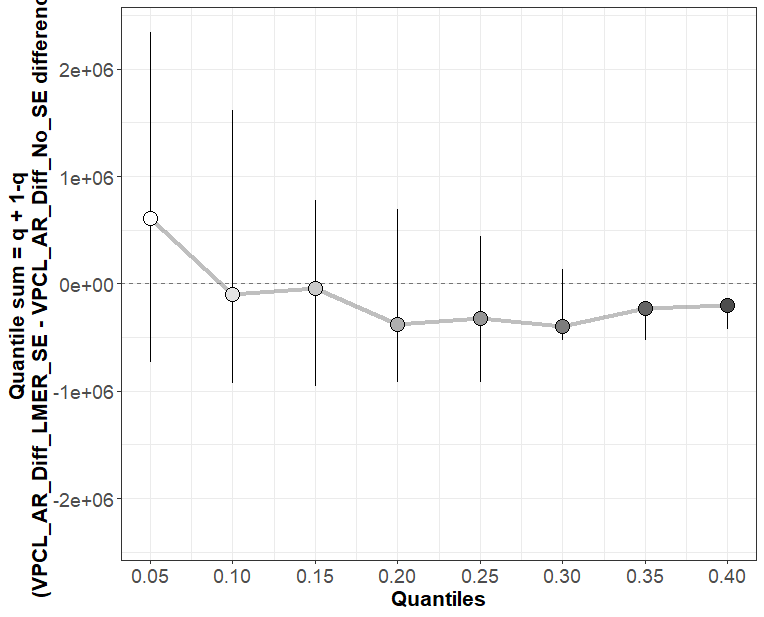 Quantile sum = q + 1-q
(VPCL_AR_Diff_LMER_SE - VPCL_AR_Diff_No_SE differenc
2e+06
1e+06
0e+00
-1e+06
-2e+06
0.05 0.10 0.15 0.20 0.25 0.30 0.35 0.40
Quantiles